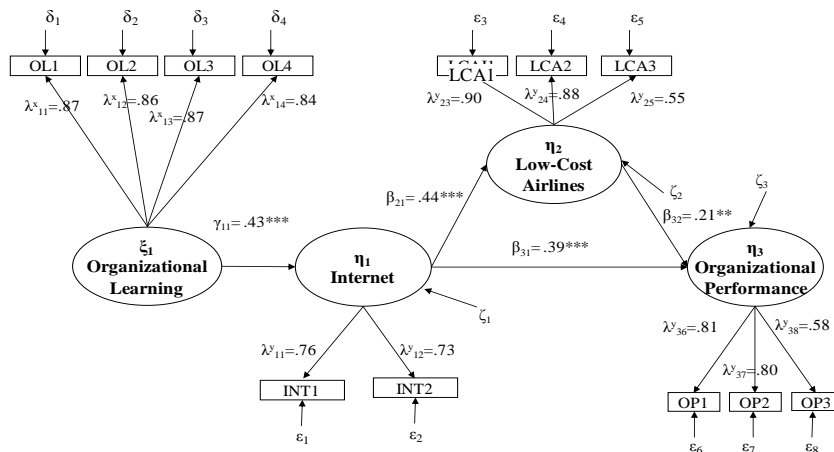 δ₁ δ₂ δ₃ δ₄ ε₃ ε₄ ε₅
OL1 OL2 OL3 OL4 LCA1 LCA1 LCA2 LCA3
λˣ₁₁=.87 λˣ₁₂=.86 λˣ₁₃=.87 λˣ₁₄=.84 λʸ₂₃=.90 λʸ₂₄=.88 λʸ₂₅=.55
η₂
Low-Cost
Airlines
ζ₂ ζ₃
β₂₁=.44*** β₃₂=.21**
γ₁₁=.43*** β₃₁=.39***
ξ₁
Organizational
Learning
η₁
Internet
η₃
Organizational
Performance
ζ₁
λʸ₁₁=.76 λʸ₁₂=.73 λʸ₃₆=.81 λʸ₃₇=.80 λʸ₃₈=.58
INT1 INT2 OP1 OP2 OP3
ε₁ ε₂ ε₆ ε₇ ε₈